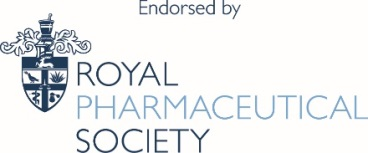 Endorsed by
ROYAL
PHARMACEUTICAL
SOCIETY